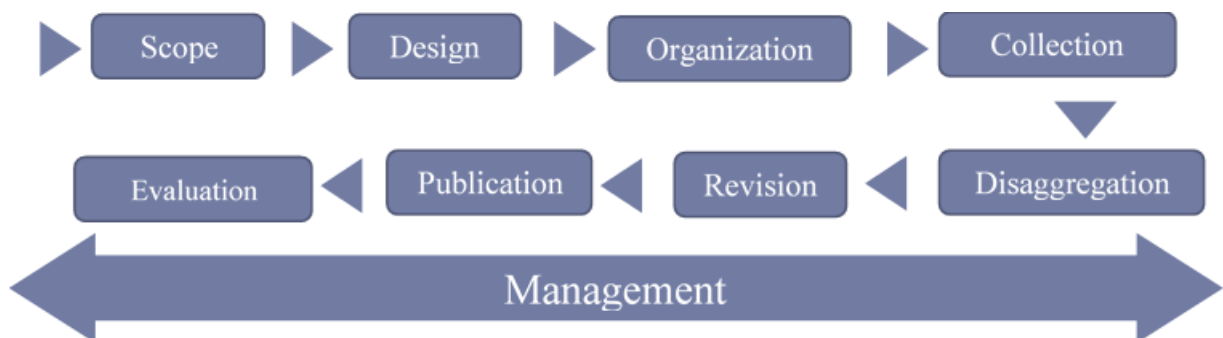 Scope
Design
Organization
Collection
Disaggregation
Revision
Publication
Evaluation
Management